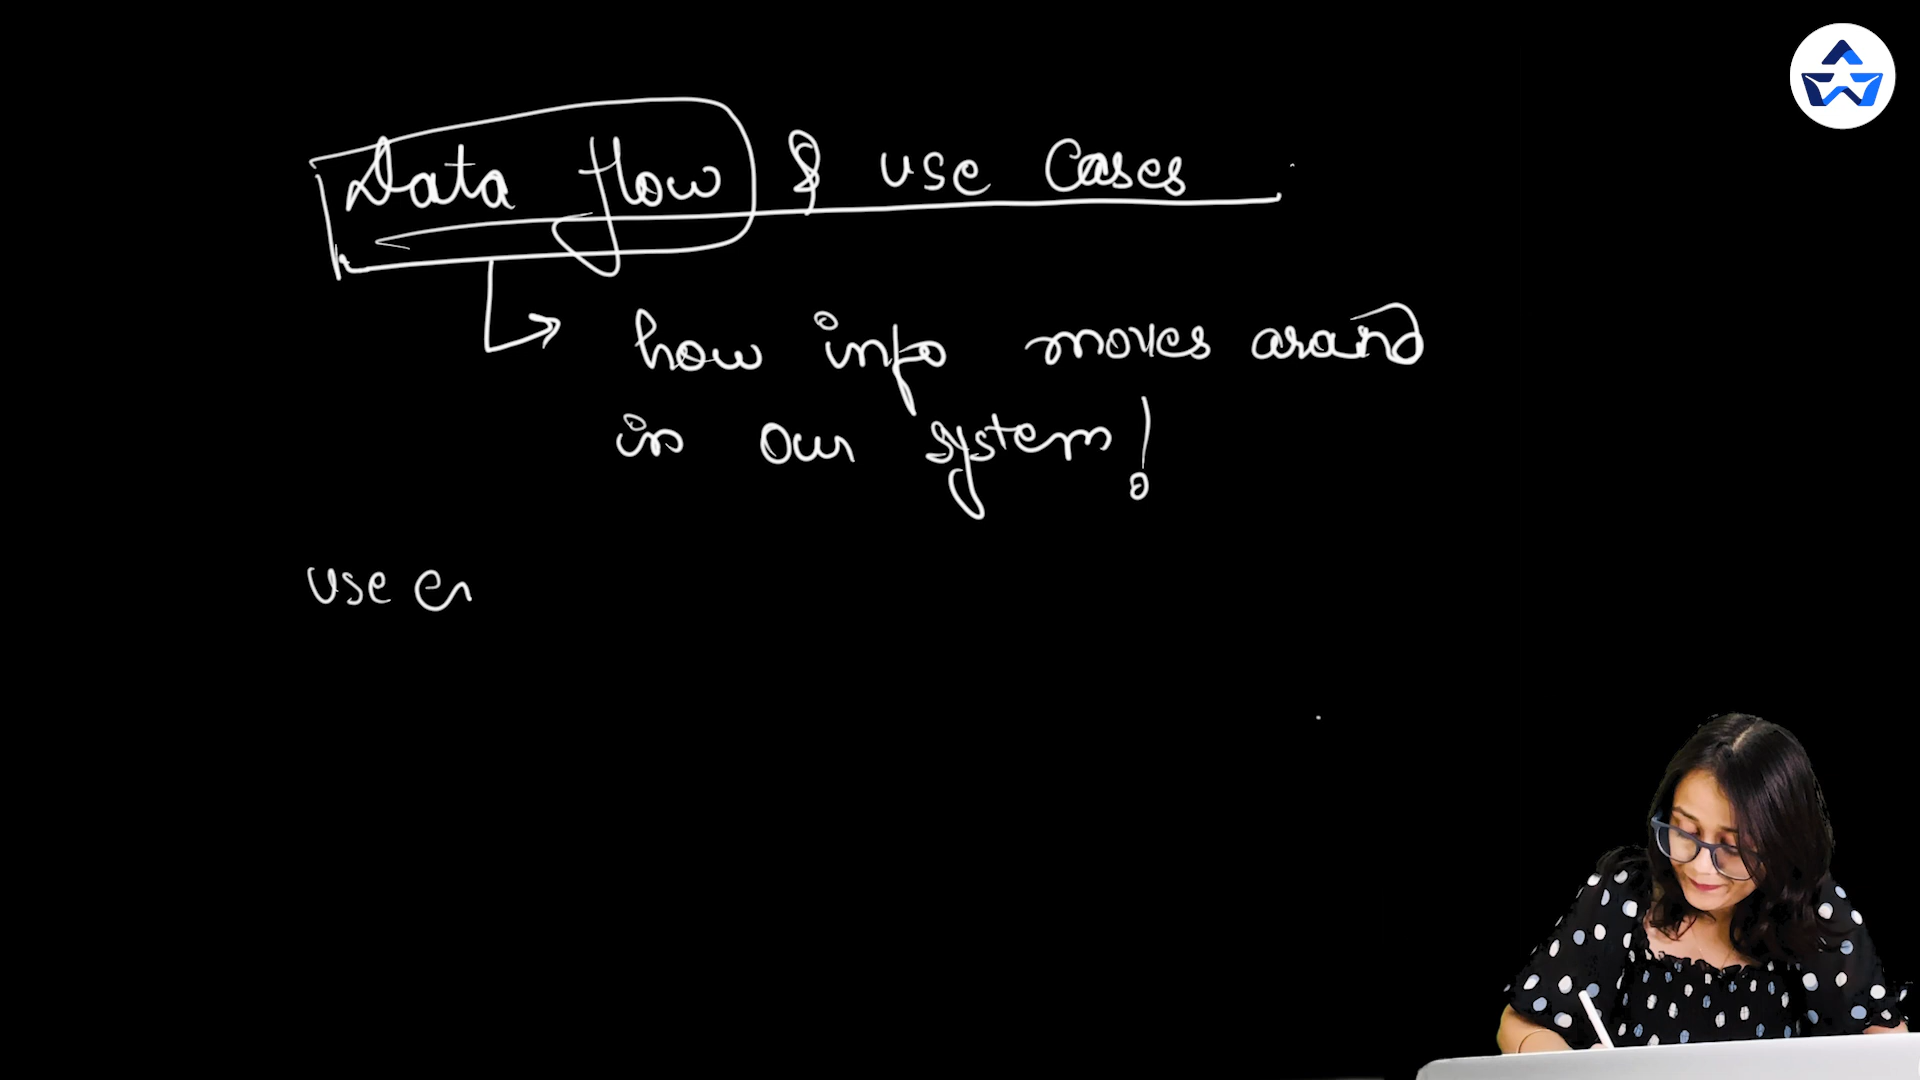 Data flow & use cases
how info moves around
in our system!
use